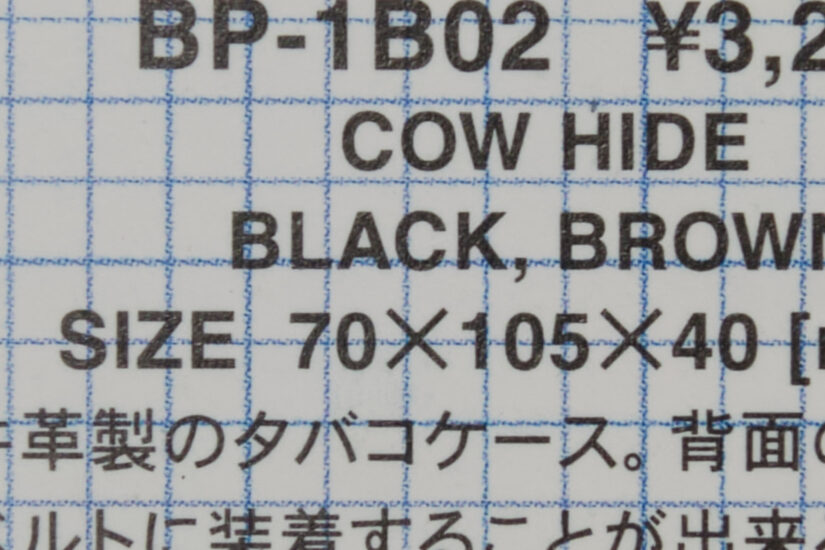 BP-1B02 ¥3,2
COW HIDE
BLACK, BROWN
SIZE 70×105×40 [
革製のタバコケース。背面の
ルトに装着することが出来